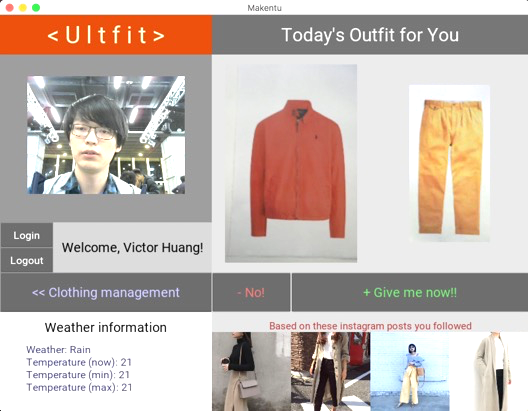 Makentu
<Ultfit>
Today's Outfit for You
Login
Logout
Welcome, Victor Huang!
<< Clothing management
- No!
+ Give me now!!
Weather information
Weather: Rain
Temperature (now): 21
Temperature (min): 21
Temperature (max): 21
Based on these instagram posts you followed